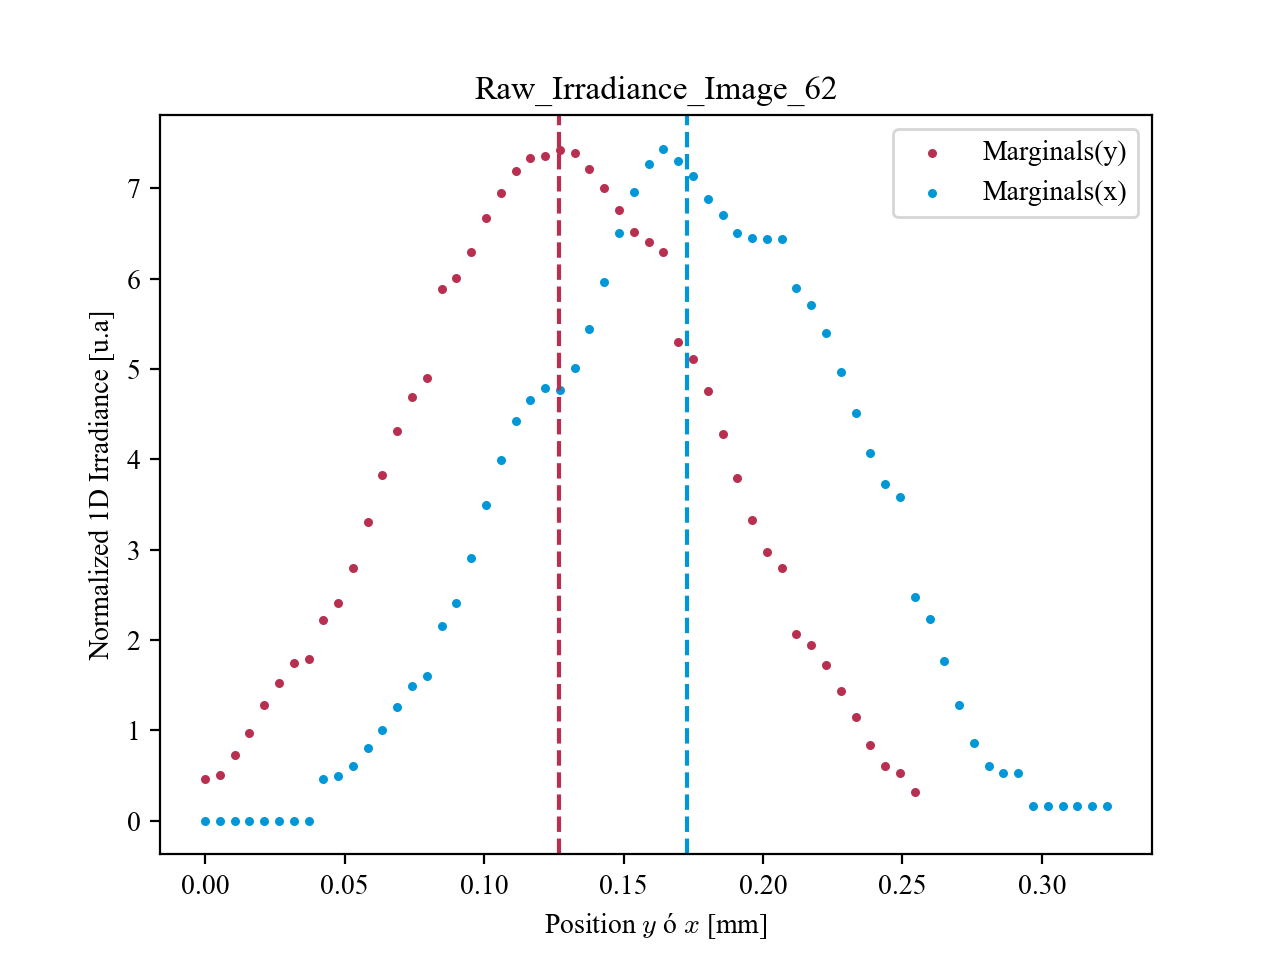 Raw_Irradiance_Image_62
Marginals(y)
Marginals(x)
Normalized 1D Irradiance [u.a]
7
6
5
4
3
2
1
0
0.00 0.05 0.10 0.15 0.20 0.25 0.30
Position y ó x [mm]